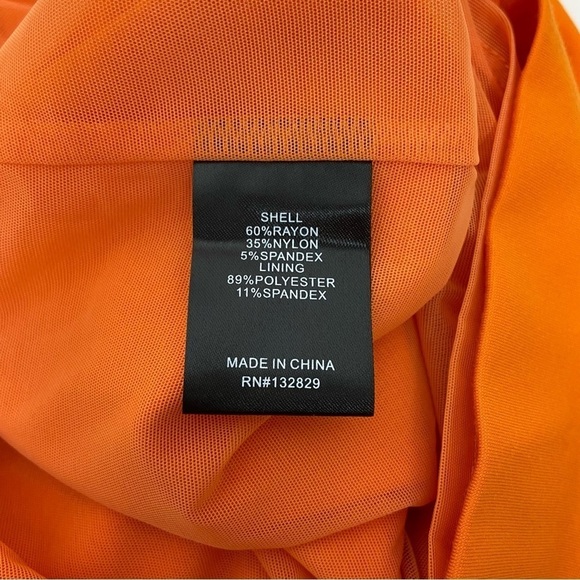 SHELL
60%RAYON
35%NYLON
5%SPANDEX
LINING
89%POLYESTER
11%SPANDEX
MADE IN CHINA
RN#132829